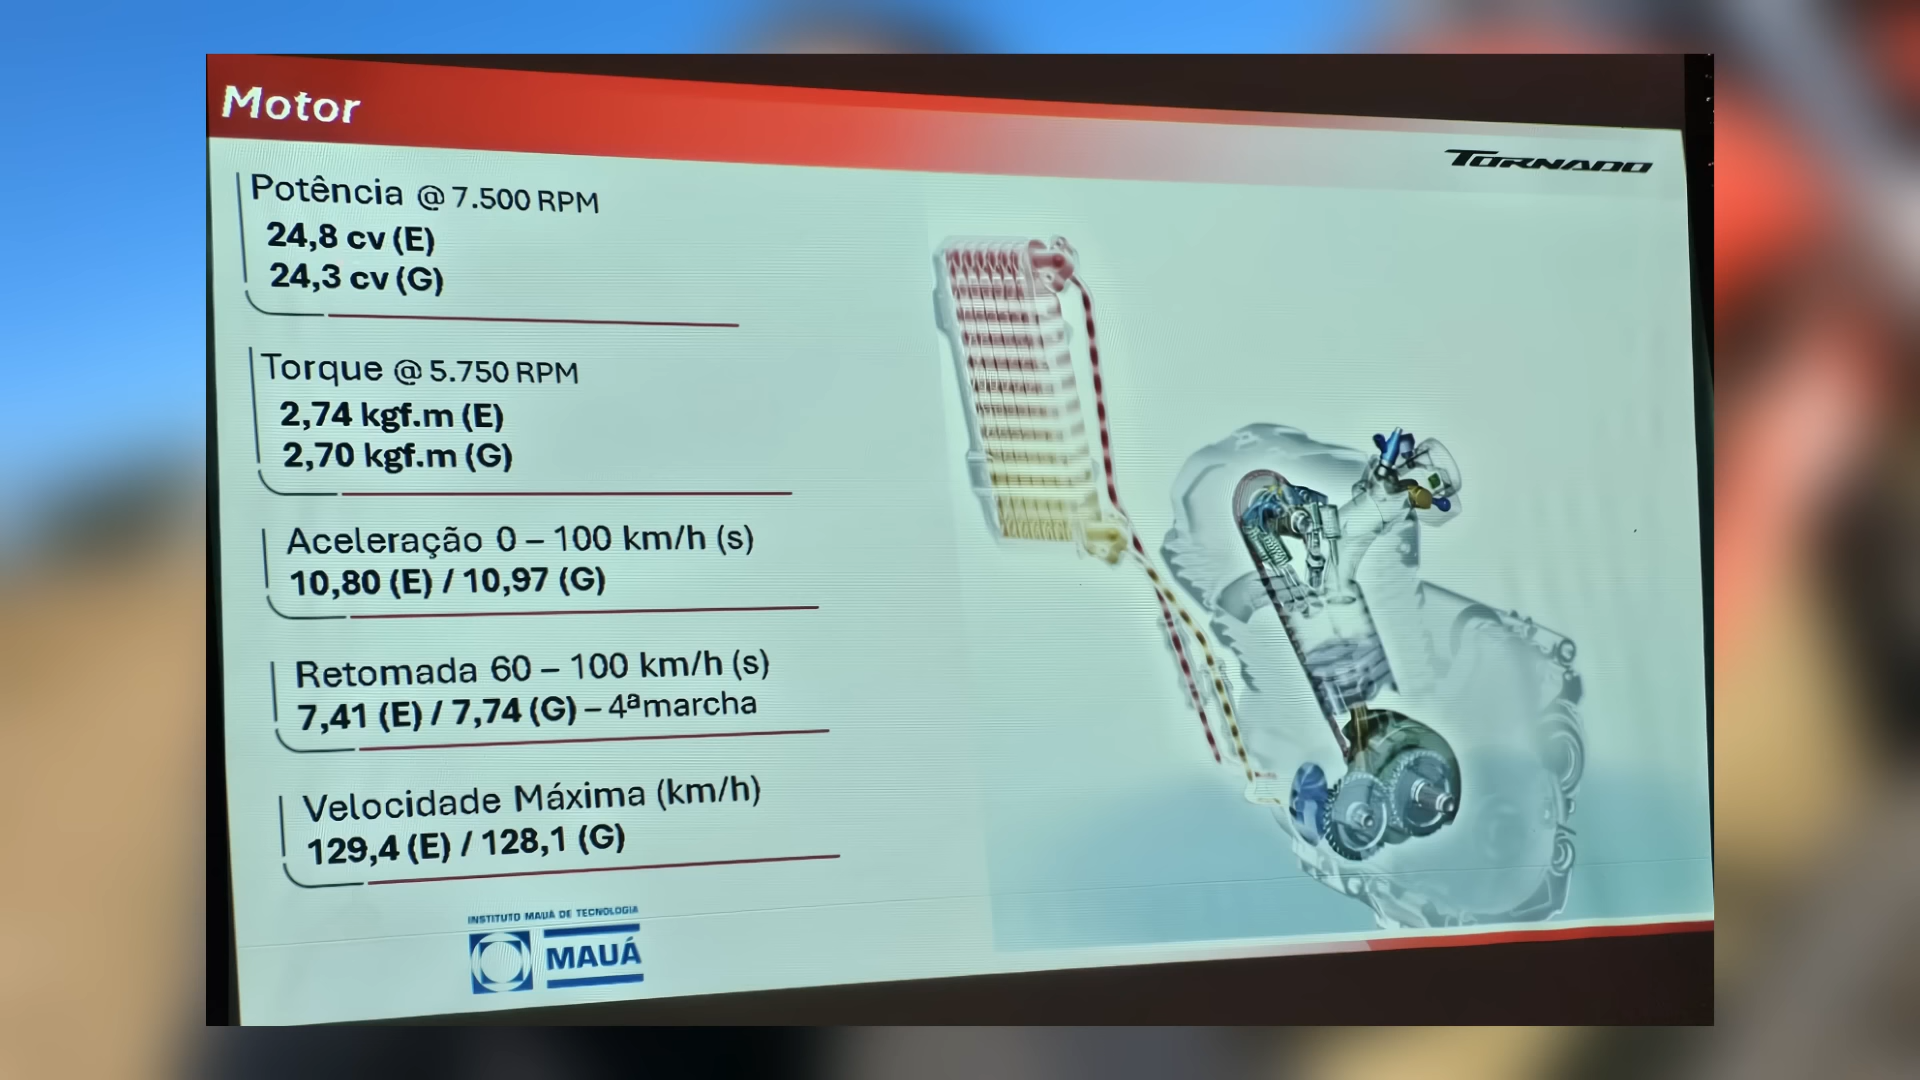 Motor
TORNADO
Potência @ 7.500 RPM
24,8 cv (E)
24,3 cv (G)
Torque @ 5.750 RPM
2,74 kgf.m (E)
2,70 kgf.m (G)
Aceleração 0 – 100 km/h (s)
10,80 (E) / 10,97 (G)
Retomada 60 – 100 km/h (s)
7,41 (E) / 7,74 (G) – 4ª marcha
Velocidade Máxima (km/h)
129,4 (E) / 128,1 (G)
INSTITUTO MAUÁ DE TECNOLOGIA
MAUÁ